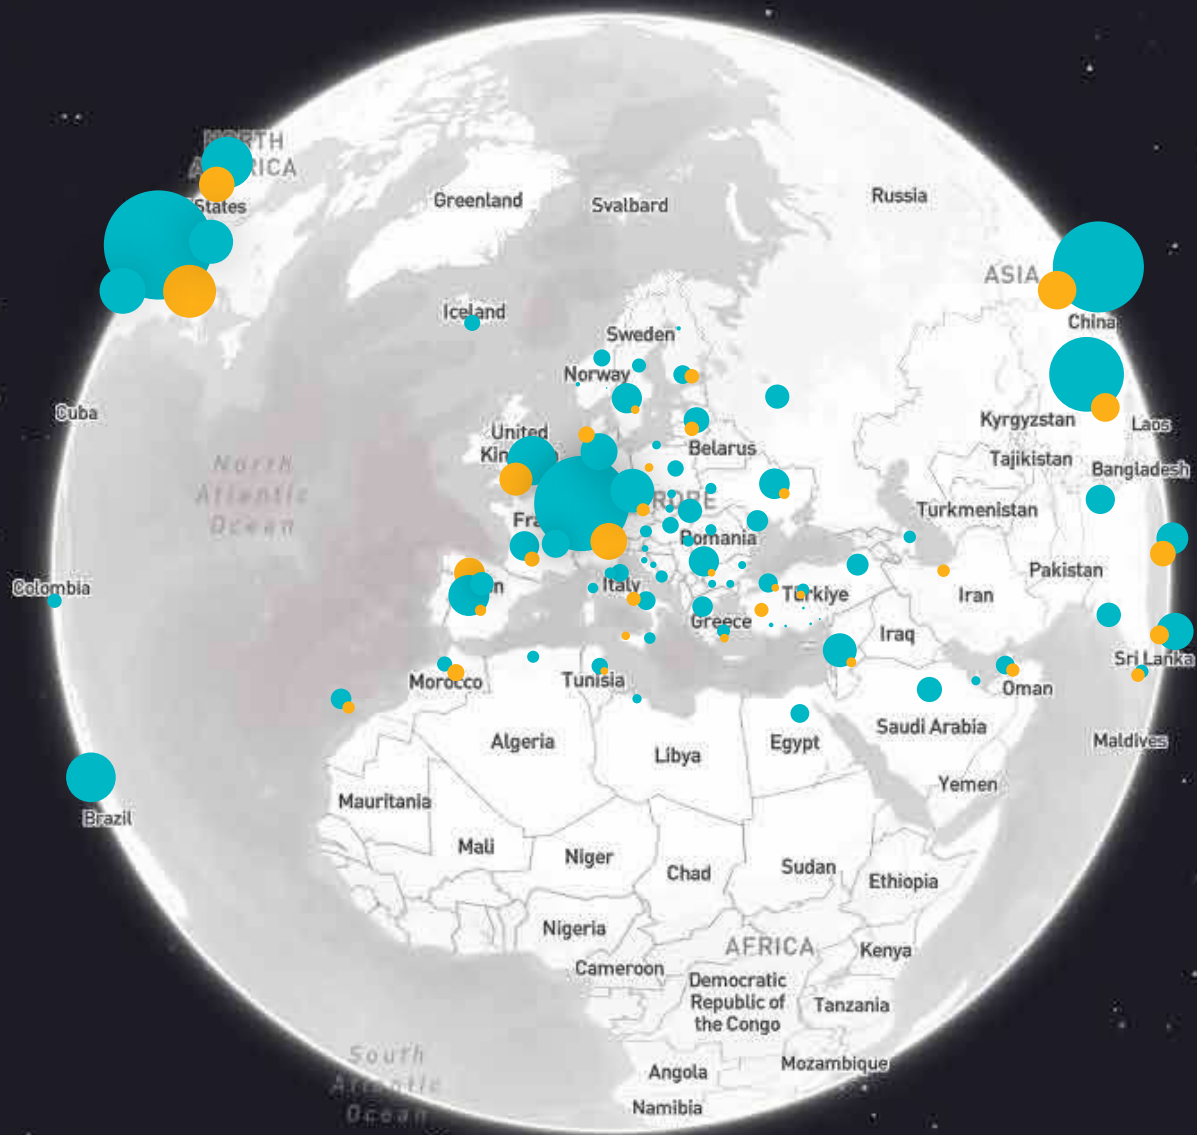 NORTH
AMERICA
States
Greenland
Svalbard
Russia
ASIA
China
Iceland
Sweden
Norway
Cuba
Kyrgyzstan
Laos
United
Kingdom
Belarus
Tajikistan
Bangladesh
North
Atlantic
Ocean
EUROPE
Turkmenistan
Fra
Romania
Pakistan
Colombia
Italy
Türkiye
Iran
Greece
Iraq
Sri Lanka
Morocco
Tunisia
Oman
Algeria
Libya
Egypt
Saudi Arabia
Maldives
Yemen
Mauritania
Brazil
Mali
Niger
Chad
Sudan
Ethiopia
Nigeria
AFRICA
Kenya
Cameroon
Democratic
Republic of
the Congo
Tanzania
South
Atlantic
Ocean
Angola
Mozambique
Namibia